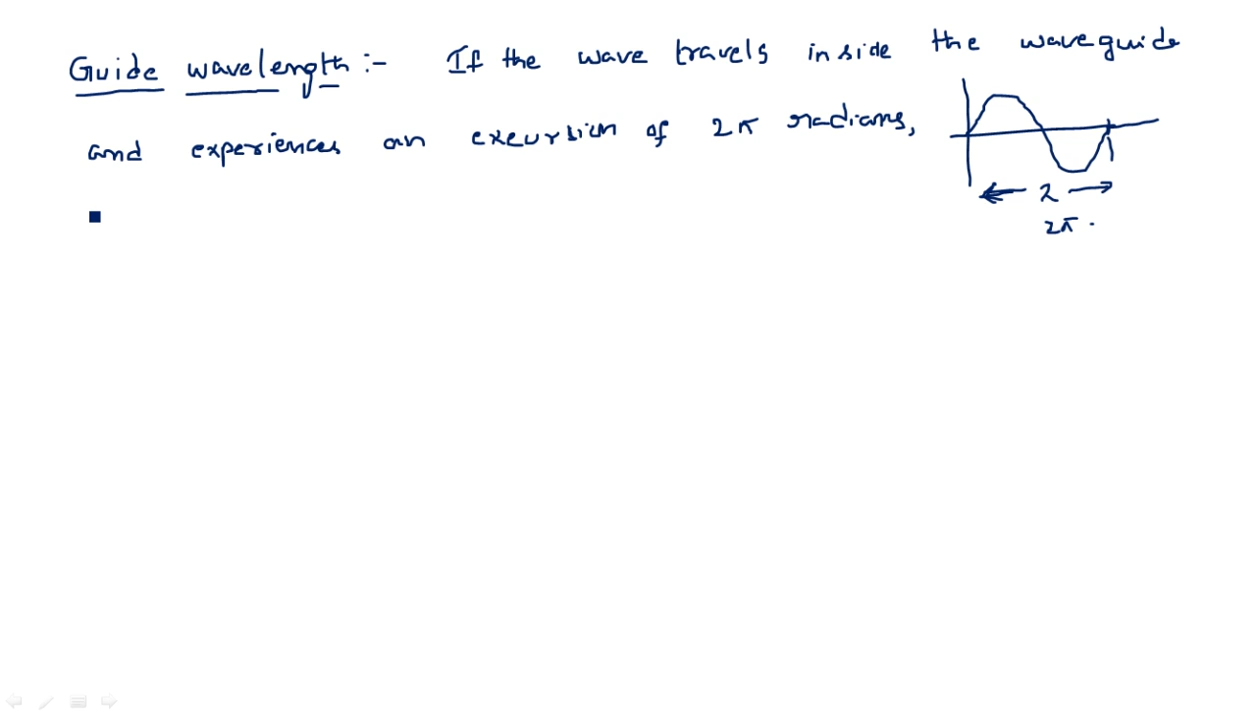 Guide wavelength :- If the wave travels inside the waveguide
and experiences an excursion of 2π radians,
λ
2π.